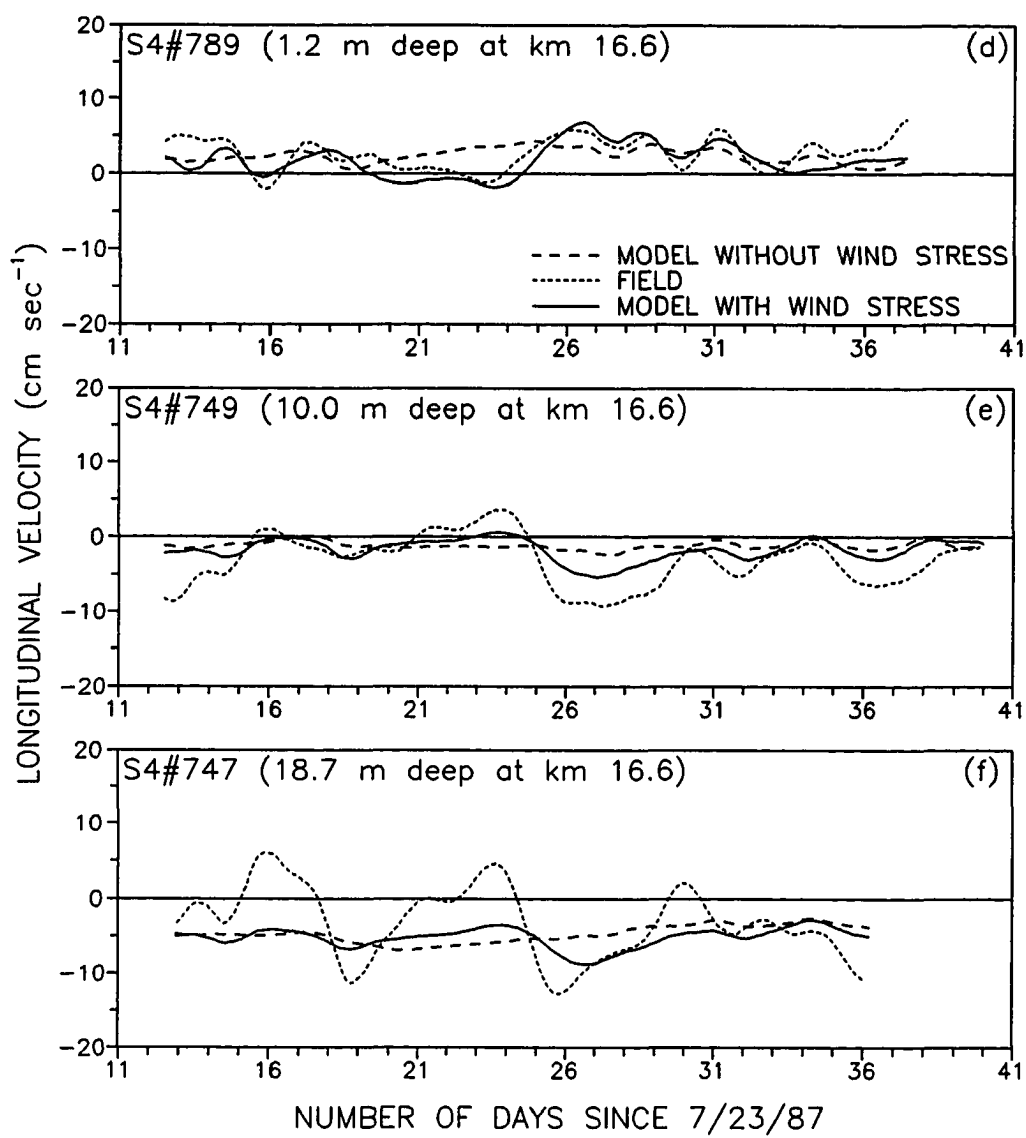 LONGITUDINAL VELOCITY (cm sec⁻¹)
20
S4#789 (1.2 m deep at km 16.6) (d)
10
0
−10
−20
MODEL WITHOUT WIND STRESS
FIELD
MODEL WITH WIND STRESS
11 16 21 26 31 36 41
20
S4#749 (10.0 m deep at km 16.6) (e)
10
0
−10
−20
11 16 21 26 31 36 41
20
S4#747 (18.7 m deep at km 16.6) (f)
10
0
−10
−20
11 16 21 26 31 36 41
NUMBER OF DAYS SINCE 7/23/87